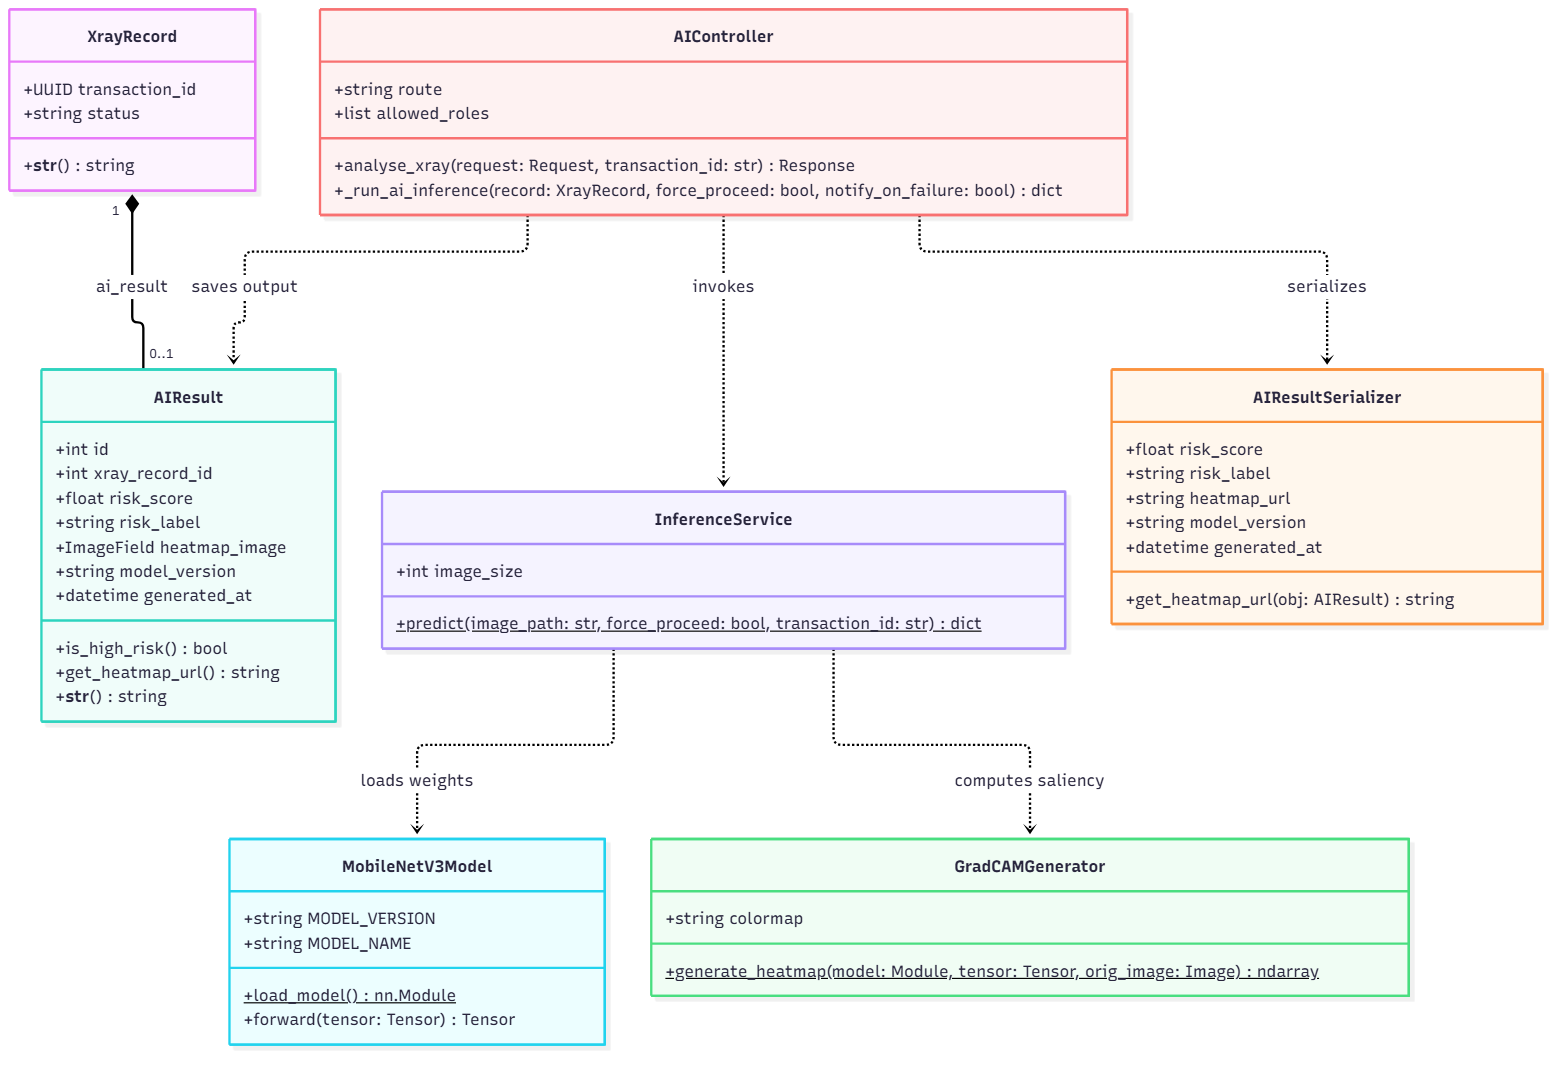 XrayRecord
+UUID transaction_id
+string status
+str() : string
AIController
+string route
+list allowed_roles
+analyse_xray(request: Request, transaction_id: str) : Response
+_run_ai_inference(record: XrayRecord, force_proceed: bool, notify_on_failure: bool) : dict
1
ai_result
0..1
saves output
invokes
serializes
AIResult
+int id
+int xray_record_id
+float risk_score
+string risk_label
+ImageField heatmap_image
+string model_version
+datetime generated_at
+is_high_risk() : bool
+get_heatmap_url() : string
+str() : string
InferenceService
+int image_size
+predict(image_path: str, force_proceed: bool, transaction_id: str) : dict
AIResultSerializer
+float risk_score
+string risk_label
+string heatmap_url
+string model_version
+datetime generated_at
+get_heatmap_url(obj: AIResult) : string
loads weights
computes saliency
MobileNetV3Model
+string MODEL_VERSION
+string MODEL_NAME
+load_model() : nn.Module
+forward(tensor: Tensor) : Tensor
GradCAMGenerator
+string colormap
+generate_heatmap(model: Module, tensor: Tensor, orig_image: Image) : ndarray